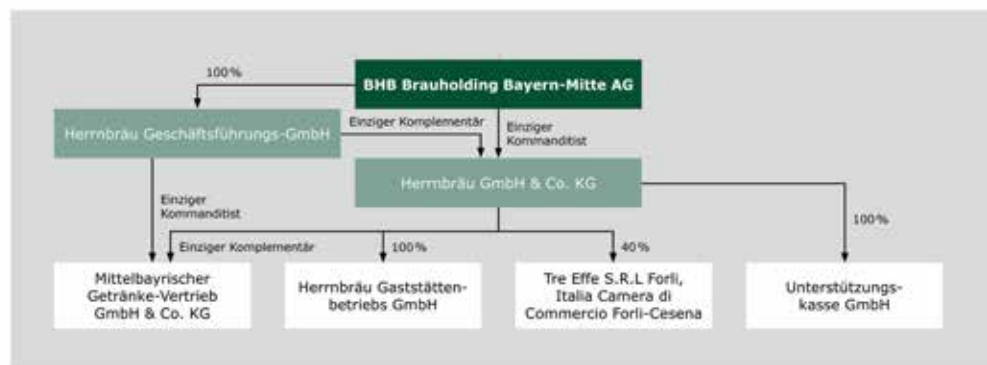 BHB Brauholding Bayern-Mitte AG
100%
Herrnbräu Geschäftsführungs-GmbH
Einziger Komplementär
Einziger
Kommanditist
Herrnbräu GmbH & Co. KG
Einziger
Kommanditist
Einziger Komplementär
100%
40%
100%
Mittelbayrischer
Getränke-Vertrieb
GmbH & Co. KG
Herrnbräu Gaststätten-
betriebs GmbH
Tre Effe S.R.L Forli,
Italia Camera di
Commercio Forli-Cesena
Unterstützungs-
kasse GmbH